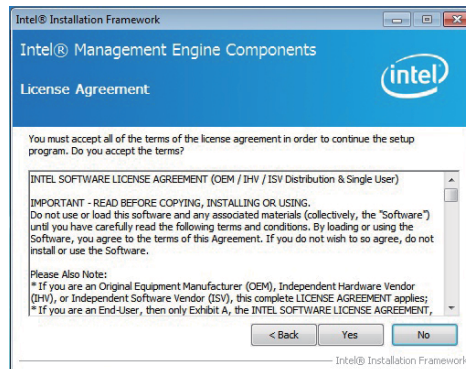 Intel® Installation Framework
Intel® Management Engine Components
License Agreement
intel
You must accept all of the terms of the license agreement in order to continue the setup
program. Do you accept the terms?
INTEL SOFTWARE LICENSE AGREEMENT (OEM / IHV / ISV Distribution & Single User)
IMPORTANT - READ BEFORE COPYING, INSTALLING OR USING.
Do not use or load this software and any associated materials (collectively, the "Software")
until you have carefully read the following terms and conditions. By loading or using the
Software, you agree to the terms of this Agreement. If you do not wish to so agree, do not
install or use the Software.
Please Also Note:
* If you are an Original Equipment Manufacturer (OEM), Independent Hardware Vendor
(IHV), or Independent Software Vendor (ISV), this complete LICENSE AGREEMENT applies;
* If you are an End-User, then only Exhibit A, the INTEL SOFTWARE LICENSE AGREEMENT,
< Back Yes No
Intel® Installation Framework